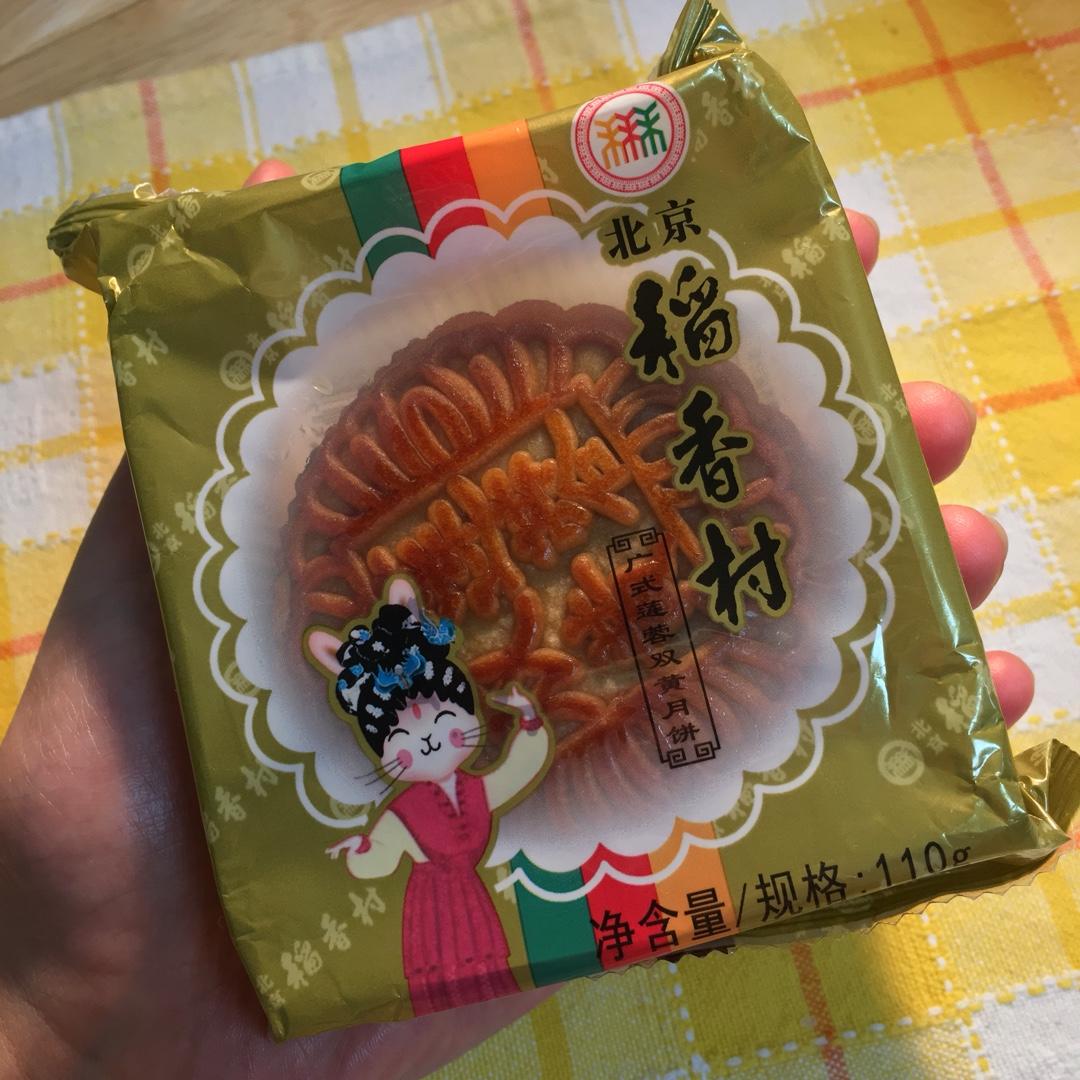 北京
稻香村
广式莲蓉双黄月饼
净含量/规格:110g